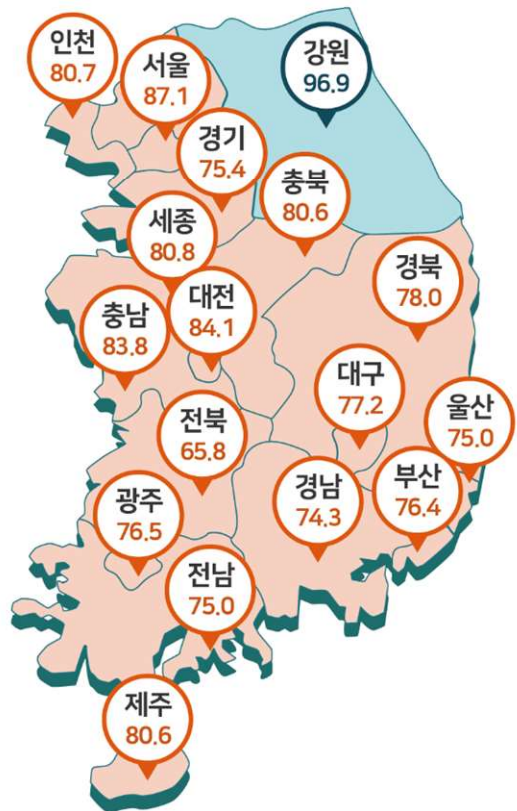 인천
80.7
서울
87.1
강원
96.9
경기
75.4
충북
80.6
세종
80.8
경북
78.0
대전
84.1
충남
83.8
대구
77.2
울산
75.0
전북
65.8
경남
74.3
부산
76.4
광주
76.5
전남
75.0
제주
80.6